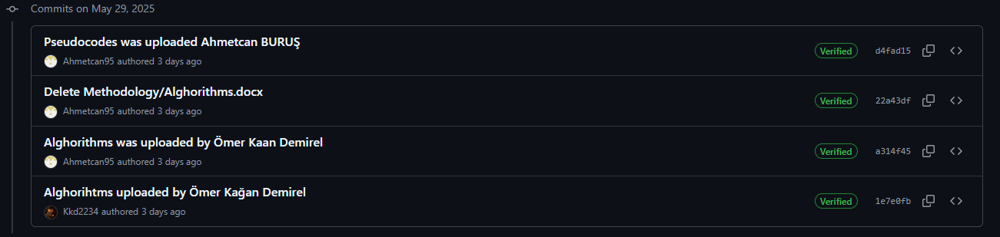 Commits on May 29, 2025
Pseudocodes was uploaded Ahmetcan BURUŞ
Ahmetcan95 authored 3 days ago
Verified
d4fad15
Delete Methodology/Alghorithms.docx
Ahmetcan95 authored 3 days ago
Verified
22a43df
Alghorithms was uploaded by Ömer Kaan Demirel
Ahmetcan95 authored 3 days ago
Verified
a314f45
Alghorihtms uploaded by Ömer Kağan Demirel
Kkd2234 authored 3 days ago
Verified
1e7e0fb